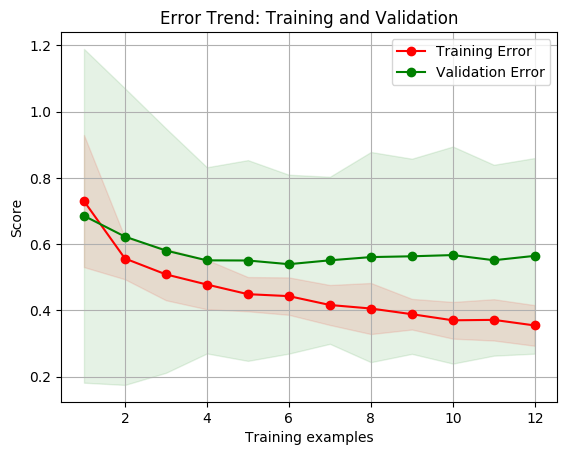 Error Trend: Training and Validation
Training Error
Validation Error
Score
1.2
1.0
0.8
0.6
0.4
0.2
2 4 6 8 10 12
Training examples